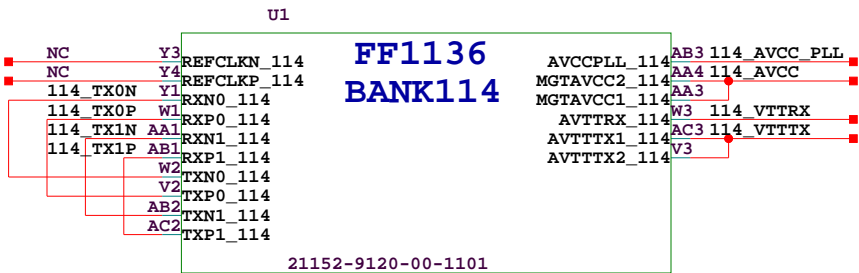 U1
FF1136
BANK114
NC Y3 REFCLKN_114
NC Y4 REFCLKP_114
114_TX0N Y1 RXN0_114
114_TX0P W1 RXP0_114
114_TX1N AA1 RXN1_114
114_TX1P AB1 RXP1_114
W2 TXN0_114
V2 TXP0_114
AB2 TXN1_114
AC2 TXP1_114
AVCCPLL_114 AB3 114_AVCC_PLL
MGTAVCC2_114 AA4 114_AVCC
MGTAVCC1_114 AA3
AVTTRX_114 W3 114_VTTRX
AVTTTX1_114 AC3 114_VTTTX
AVTTTX2_114 V3
21152-9120-00-1101